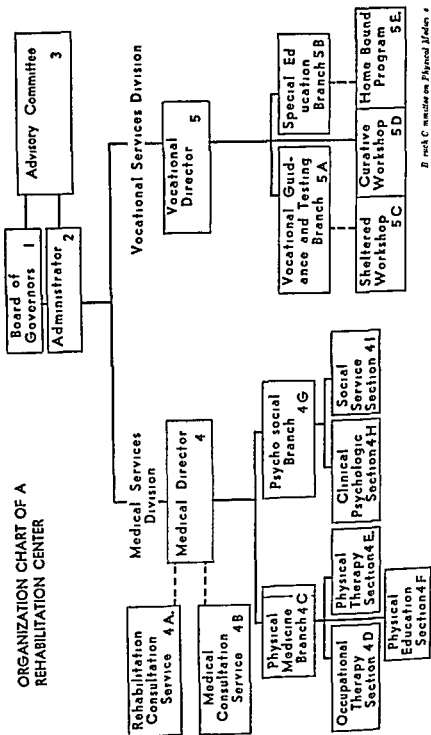 ORGANIZATION CHART OF A
REHABILITATION CENTER
Board of
Governors 1
Administrator 2
Advisory Committee
3
Medical Services
Division
Medical Director
4
Rehabilitation
Consultation
Service 4A
Medical
Consultation
Service 4B
Physical
Medicine
Branch 4C
Psycho social
Branch 4G
Occupational
Therapy
Section 4D
Physical
Therapy
Section 4E
Physical
Education
Section 4F
Clinical
Psychologic
Section 4H
Social
Service
Section 4I
Vocational Services Division
Vocational
Director 5
Vocational Guid-
ance and Testing
Branch 5A
Special Ed
ucation
Branch 5B
Sheltered
Workshop
5C
Curative
Workshop
5D
Home Bound
Program
5E
on Physical